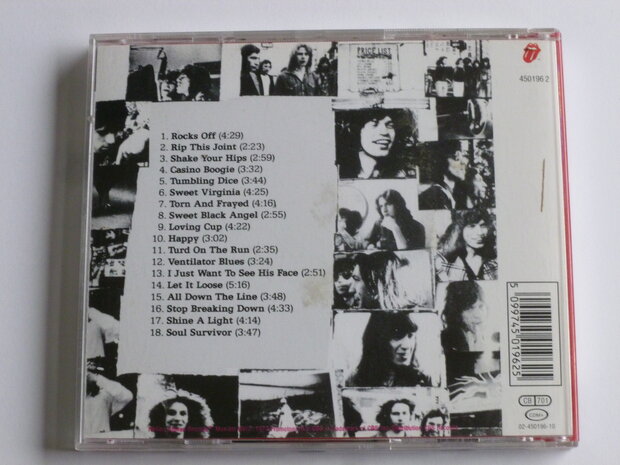 PRICE LIST
450196 2
1. Rocks Off (4:29)
2. Rip This Joint (2:23)
3. Shake Your Hips (2:59)
4. Casino Boogie (3:32)
5. Tumbling Dice (3:44)
6. Sweet Virginia (4:25)
7. Torn And Frayed (4:16)
8. Sweet Black Angel (2:55)
9. Loving Cup (4:22)
10. Happy (3:02)
11. Turd On The Run (2:35)
12. Ventilator Blues (3:24)
13. I Just Want To See His Face (2:51)
14. Let It Loose (5:16)
15. All Down The Line (3:48)
16. Stop Breaking Down (4:33)
17. Shine A Light (4:14)
18. Soul Survivor (3:47)
5 099745 019625
CB 701
02-450196-10